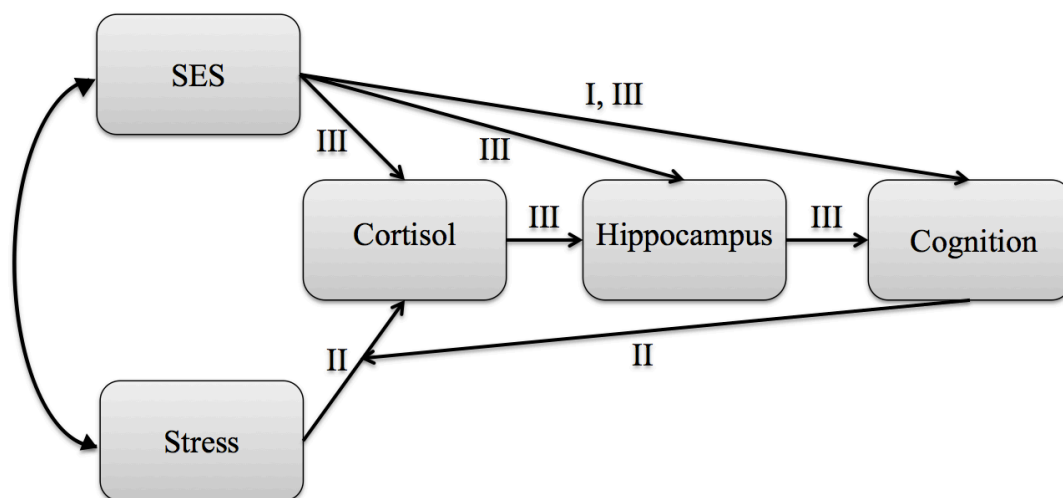 SES
I, III
III
III
Cortisol
III
Hippocampus
III
Cognition
II
II
Stress